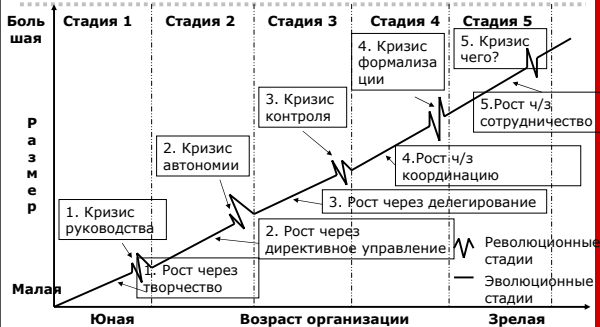 Боль
шая
Стадия 1
Стадия 2
Стадия 3
Стадия 4
Стадия 5
4. Кризис
формализа
ции
5. Кризис
чего?
3. Кризис
контроля
5.Рост ч/з
сотрудничество
Р
а
з
м
е
р
2. Кризис
автономии
4.Рост ч/з
координацию
3. Рост через делегирование
1. Кризис
руководства
2. Рост через
директивное управление
1. Рост через
творчество
Революционные
стадии
Эволюционные
стадии
Малая
Юная
Возраст организации
Зрелая